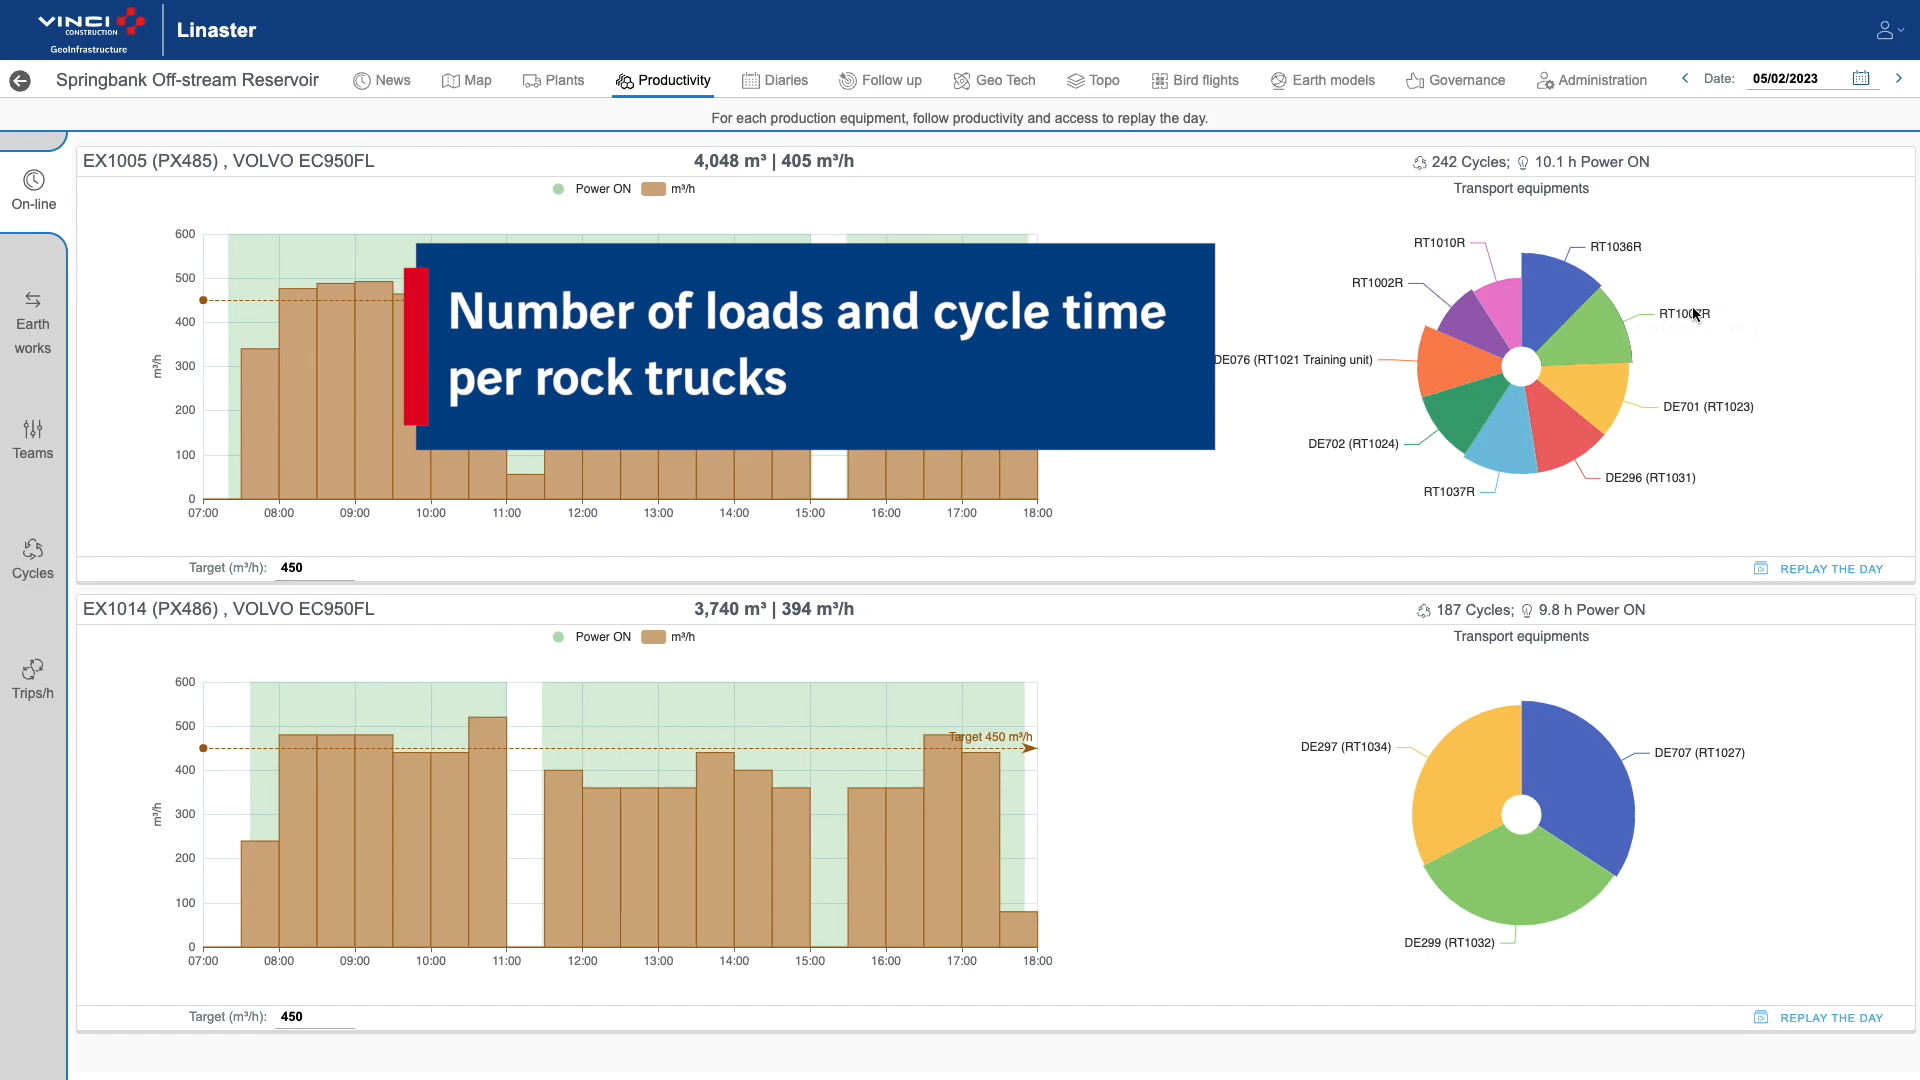 VINCI
CONSTRUCTION
GeoInfrastructure
Linaster
Springbank Off-stream Reservoir
News
Map
Plants
Productivity
Diaries
Follow up
Geo Tech
Topo
Bird flights
Earth models
Governance
Administration
Date: 05/02/2023
For each production equipment, follow productivity and access to replay the day.
On-line
Earth
works
Teams
Cycles
Trips/h
EX1005 (PX485) , VOLVO EC950FL
4,048 m³ | 405 m³/h
242 Cycles; 10.1 h Power ON
Power ON m³/h
Transport equipments
600
500
400
300
200
100
0
m³/h
07:00 08:00 09:00 10:00 11:00 12:00 13:00 14:00 15:00 16:00 17:00 18:00
Number of loads and cycle time
per rock trucks
RT1010R
RT1036R
RT1002R
DE076 (RT1021 Training unit)
DE701 (RT1023)
DE702 (RT1024)
DE296 (RT1031)
RT1037R
Target (m³/h): 450
REPLAY THE DAY
EX1014 (PX486) , VOLVO EC950FL
3,740 m³ | 394 m³/h
187 Cycles; 9.8 h Power ON
Power ON m³/h
Transport equipments
600
500
400
300
200
100
0
m³/h
Target 450 m³/h
07:00 08:00 09:00 10:00 11:00 12:00 13:00 14:00 15:00 16:00 17:00 18:00
DE297 (RT1034)
DE707 (RT1027)
DE299 (RT1032)
Target (m³/h): 450
REPLAY THE DAY